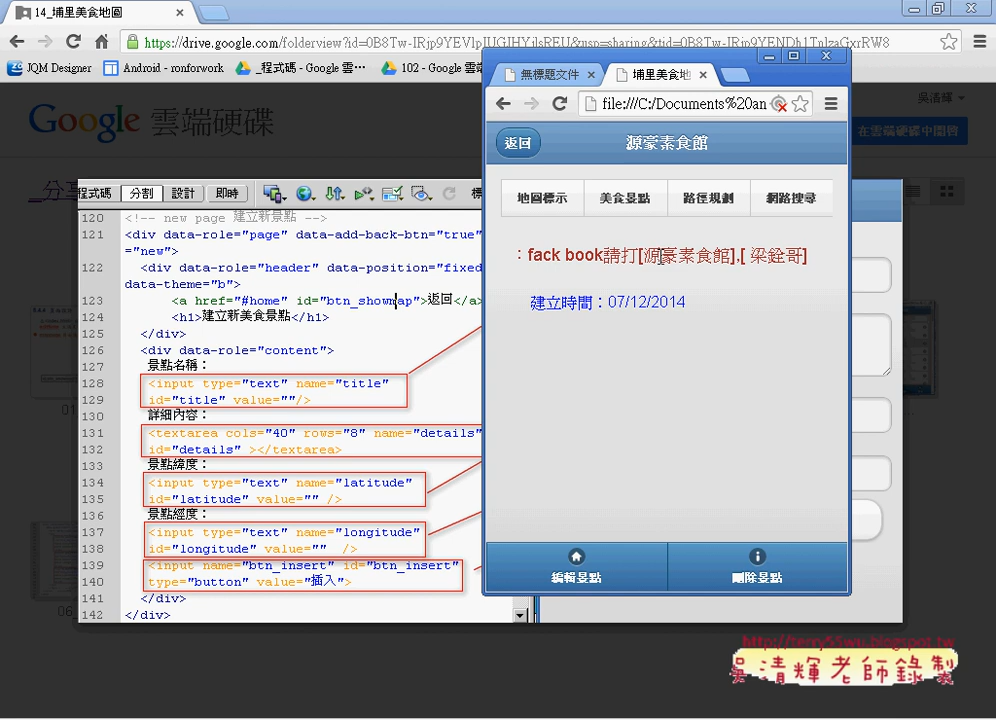 14_埔里美食地圖
https://drive.google.com/folderview?id=0B8Tw-IRjp9YEVlpJUGJHYjlsREU&usp=sharing&tid=0B8Tw-IRjp9YENDh1TnlzaGxrRW8
JQM Designer
Android - ronforwork
_程式碼 - Google 雲…
102 - Google 雲
Google 雲端硬碟
吳清輝
在雲端硬碟中開啓
程式碼 分割 設計 即時
120 <!-- new page 建立新景點 -->
121 <div data-role="page" data-add-back-btn="true"
="new">
122 <div data-role="header" data-position="fixed
data-theme="b">
123 <a href="#home" id="btn_showmap">返回</a>
124 <h1>建立新美食景點</h1>
125 </div>
126 <div data-role="content">
127 景點名稱：
128 <input type="text" name="title"
129 id="title" value=""/>
130 詳細內容：
131 <textarea cols="40" rows="8" name="details"
132 id="details" ></textarea>
133 景點緯度：
134 <input type="text" name="latitude"
135 id="latitude" value="" />
136 景點經度：
137 <input type="text" name="longitude"
138 id="longitude" value="" />
139 <input name="btn_insert" id="btn_insert"
140 type="button" value="插入">
141 </div>
142 </div>
無標題文件
埔里美食地
file:///C:/Documents%20an
返回
源豪素食館
地圖標示 美食景點 路徑規劃 網路搜尋
：fack book請打[源豪素食館],[ 梁銓哥]
建立時間：07/12/2014
編輯景點 刪除景點
http://terry55wu.blogspot.tw
吳清輝老師錄製